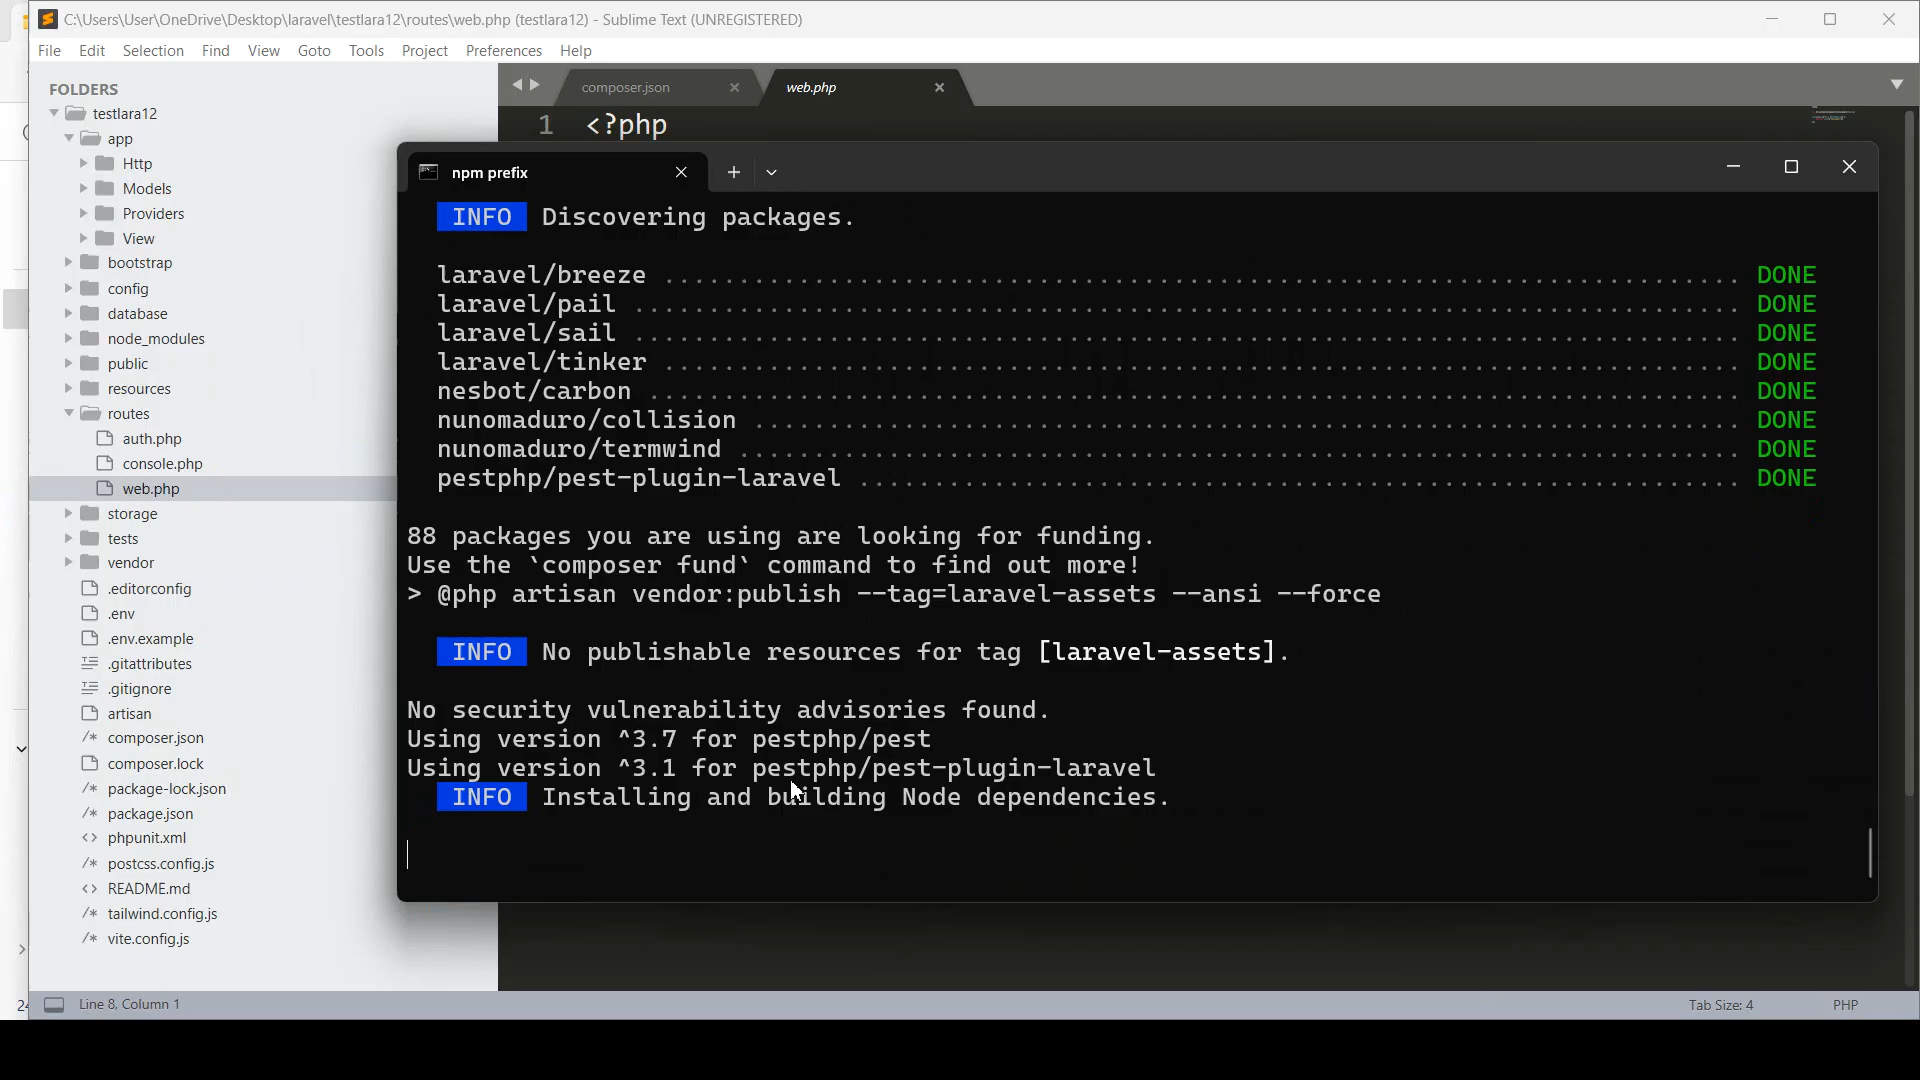 C:\Users\User\OneDrive\Desktop\laravel\testlara12\routes\web.php (testlara12) - Sublime Text (UNREGISTERED)
File Edit Selection Find View Goto Tools Project Preferences Help
FOLDERS
testlara12
app
Http
Models
Providers
View
bootstrap
config
database
node_modules
public
resources
routes
auth.php
console.php
web.php
storage
tests
vendor
.editorconfig
.env
.env.example
.gitattributes
.gitignore
artisan
/* composer.json
composer.lock
/* package-lock.json
/* package.json
<> phpunit.xml
/* postcss.config.js
<> README.md
/* tailwind.config.js
/* vite.config.js
composer.json
web.php
1 <?php
npm prefix
INFO Discovering packages.
laravel/breeze ........................................................................ DONE
laravel/pail .......................................................................... DONE
laravel/sail .......................................................................... DONE
laravel/tinker ........................................................................ DONE
nesbot/carbon ......................................................................... DONE
nunomaduro/collision .................................................................. DONE
nunomaduro/termwind ................................................................... DONE
pestphp/pest-plugin-laravel ........................................................... DONE
88 packages you are using are looking for funding.
Use the `composer fund` command to find out more!
> @php artisan vendor:publish --tag=laravel-assets --ansi --force
INFO No publishable resources for tag [laravel-assets].
No security vulnerability advisories found.
Using version ^3.7 for pestphp/pest
Using version ^3.1 for pestphp/pest-plugin-laravel
INFO Installing and building Node dependencies.
Line 8, Column 1
Tab Size: 4
PHP